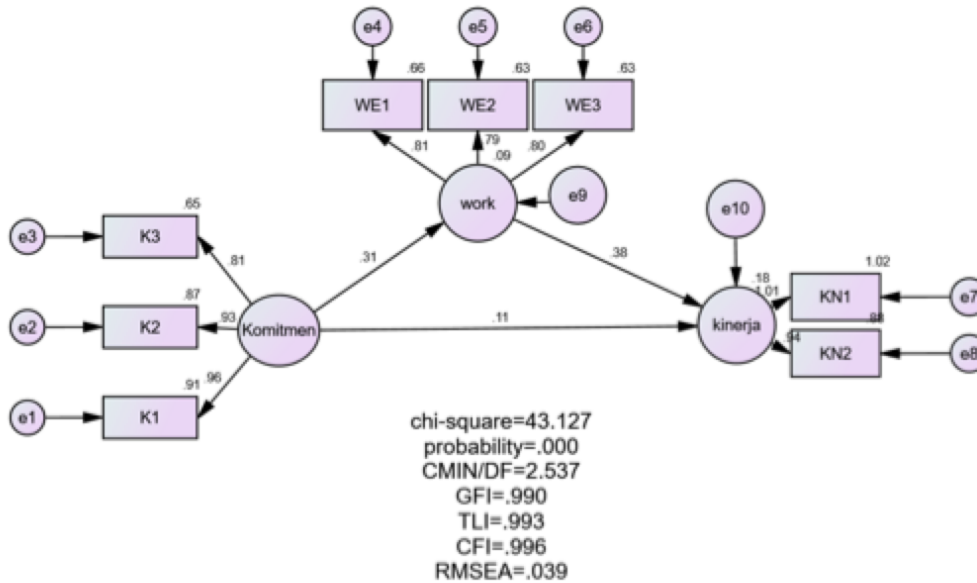 e4 e5 e6
.66 .63 .63
WE1 WE2 WE3
.81 .79 .80
.09
work e9
e10
.65
e3 K3
.81
.31
.38
.87
e2 K2
.93
Komitmen
.11
kinerja
.18
1.01
1.02
KN1 e7
.88
.94
KN2 e8
.91
.96
e1 K1
chi-square=43.127
probability=.000
CMIN/DF=2.537
GFI=.990
TLI=.993
CFI=.996
RMSEA=.039